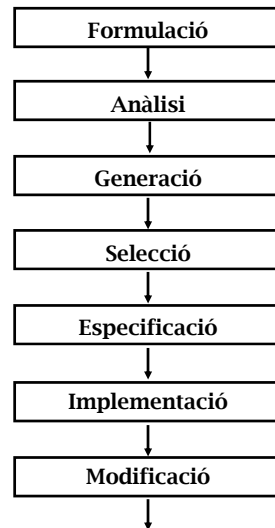 Formulació
Anàlisi
Generació
Selecció
Especificació
Implementació
Modificació